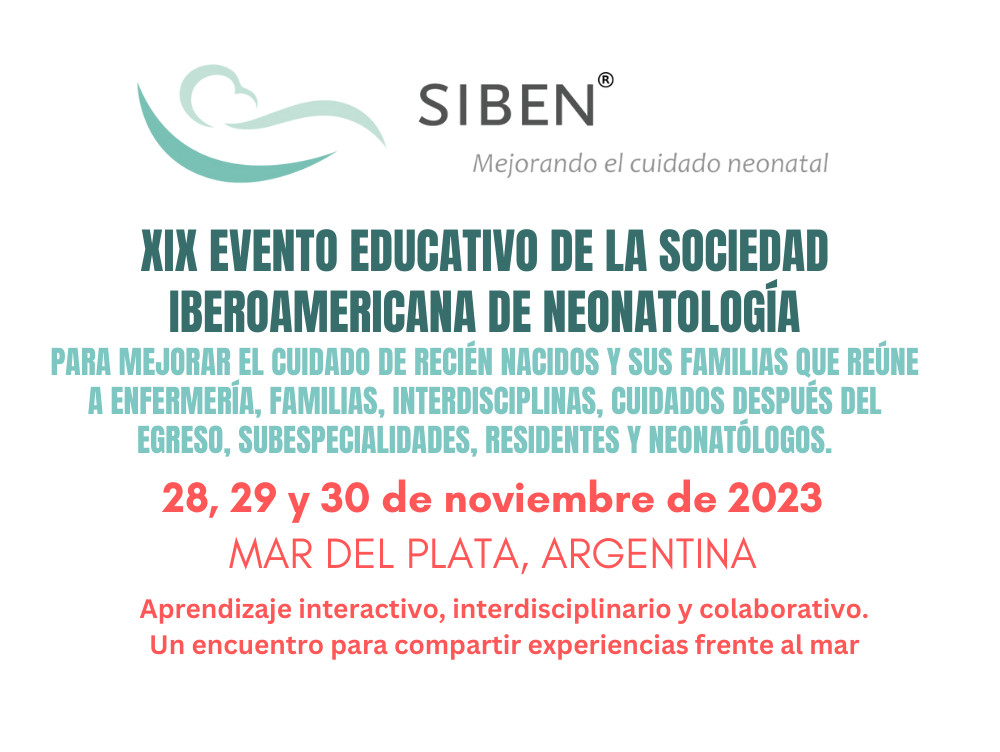 SIBEN®
Mejorando el cuidado neonatal
XIX EVENTO EDUCATIVO DE LA SOCIEDAD
IBEROAMERICANA DE NEONATOLOGÍA
PARA MEJORAR EL CUIDADO DE RECIÉN NACIDOS Y SUS FAMILIAS QUE REÚNE
A ENFERMERÍA, FAMILIAS, INTERDISCIPLINAS, CUIDADOS DESPUÉS DEL
EGRESO, SUBESPECIALIDADES, RESIDENTES Y NEONATÓLOGOS.
28, 29 y 30 de noviembre de 2023
MAR DEL PLATA, ARGENTINA
Aprendizaje interactivo, interdisciplinario y colaborativo.
Un encuentro para compartir experiencias frente al mar